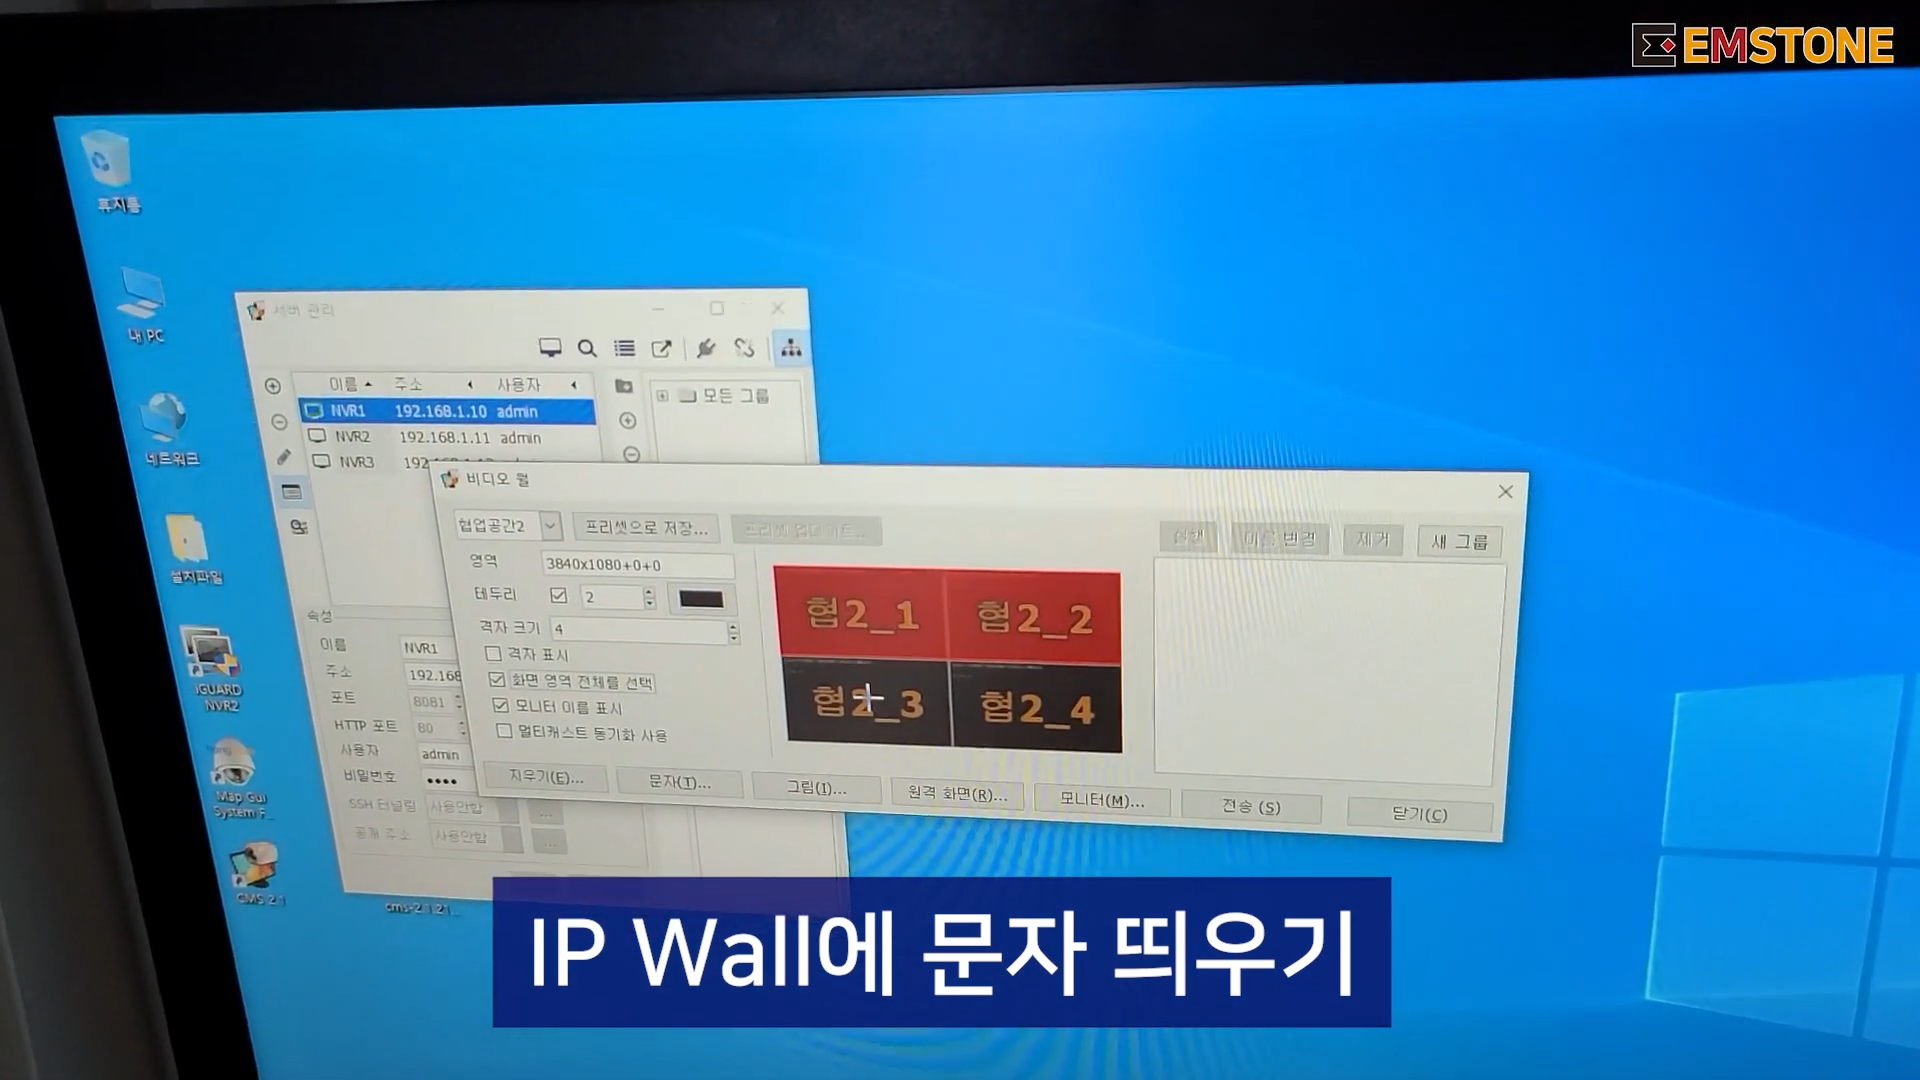 EMSTONE
휴지통
내 PC
네트워크
설치파일
iGUARD
NVR2
Map Gui
System F...
CMS 2.1
cms-2.1.21...
서버 관리
이름 주소 사용자
NVR1 192.168.1.10 admin
NVR2 192.168.1.11 admin
NVR3 192
모든 그룹
속성
이름 NVR1
주소 192.168
포트 8081
HTTP 포트 80
사용자 admin
비밀번호 ••••
SSH 터널링 사용안함 ...
공개 주소 사용안함 ...
비디오 월
협업공간2 프리셋으로 저장... 프리셋 업데이트...
실행 이름 변경 제거 새 그룹
영역 3840x1080+0+0
테두리 2
격자 크기 4
격자 표시
화면 영역 전체를 선택
모니터 이름 표시
멀티캐스트 동기화 사용
협2_1 협2_2
협2_3 협2_4
지우기(E)... 문자(T)... 그림(I)... 원격 화면(R)... 모니터(M)... 전송 (S) 닫기(C)
IP Wall에 문자 띄우기